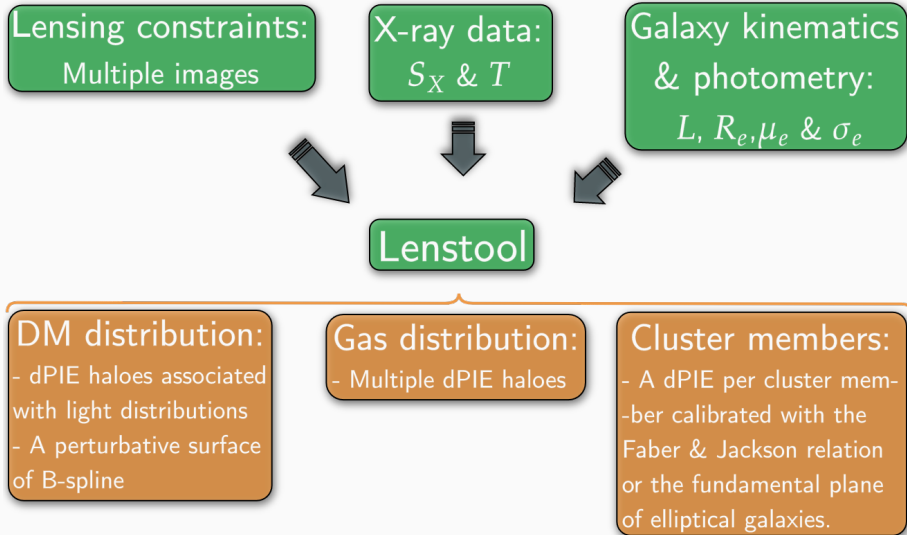 Lensing constraints:
Multiple images
X-ray data:
S_X & T
Galaxy kinematics
& photometry:
L, R_e,μ_e & σ_e
Lenstool
DM distribution:
- dPIE haloes associated
with light distributions
- A perturbative surface
of B-spline
Gas distribution:
- Multiple dPIE haloes
Cluster members:
- A dPIE per cluster mem-
-ber calibrated with the
Faber & Jackson relation
or the fundamental plane
of elliptical galaxies.